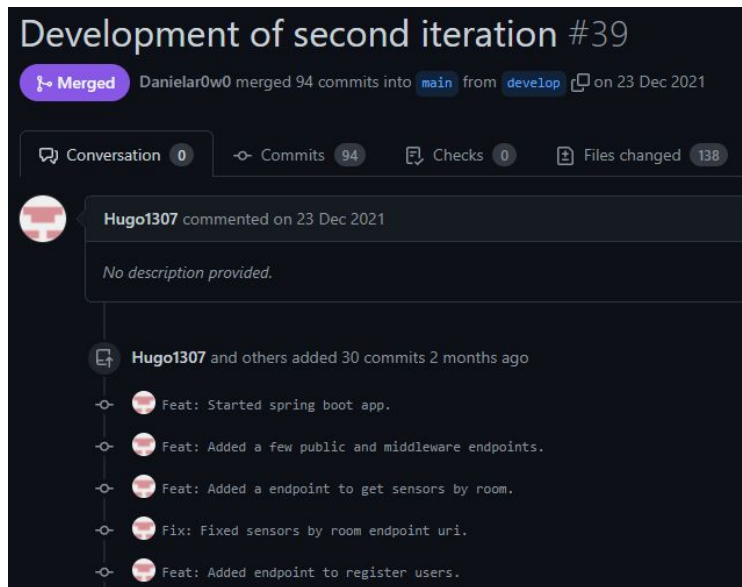 Development of second iteration #39
Merged Danielar0w0 merged 94 commits into main from develop on 23 Dec 2021
Conversation 0 Commits 94 Checks 0 Files changed 138
Hugo1307 commented on 23 Dec 2021
No description provided.
Hugo1307 and others added 30 commits 2 months ago
Feat: Started spring boot app.
Feat: Added a few public and middleware endpoints.
Feat: Added a endpoint to get sensors by room.
Fix: Fixed sensors by room endpoint uri.
Feat: Added endpoint to register users.